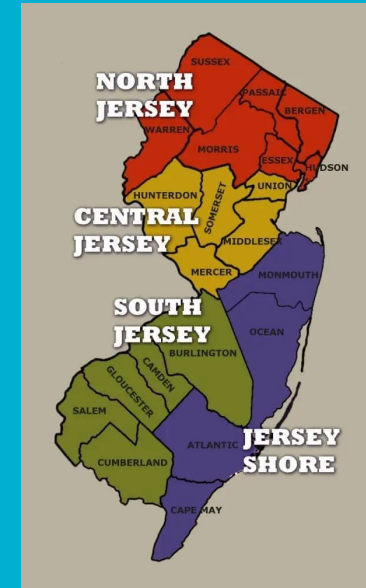 SUSSEX
NORTH
JERSEY
PASSAIC
BERGEN
WARREN
MORRIS
ESSEX
HUDSON
HUNTERDON
SOMERSET
UNION
CENTRAL
JERSEY
MIDDLESEX
MERCER
MONMOUTH
SOUTH
JERSEY
OCEAN
BURLINGTON
CAMDEN
GLOUCESTER
SALEM
ATLANTIC
JERSEY
SHORE
CUMBERLAND
CAPE MAY